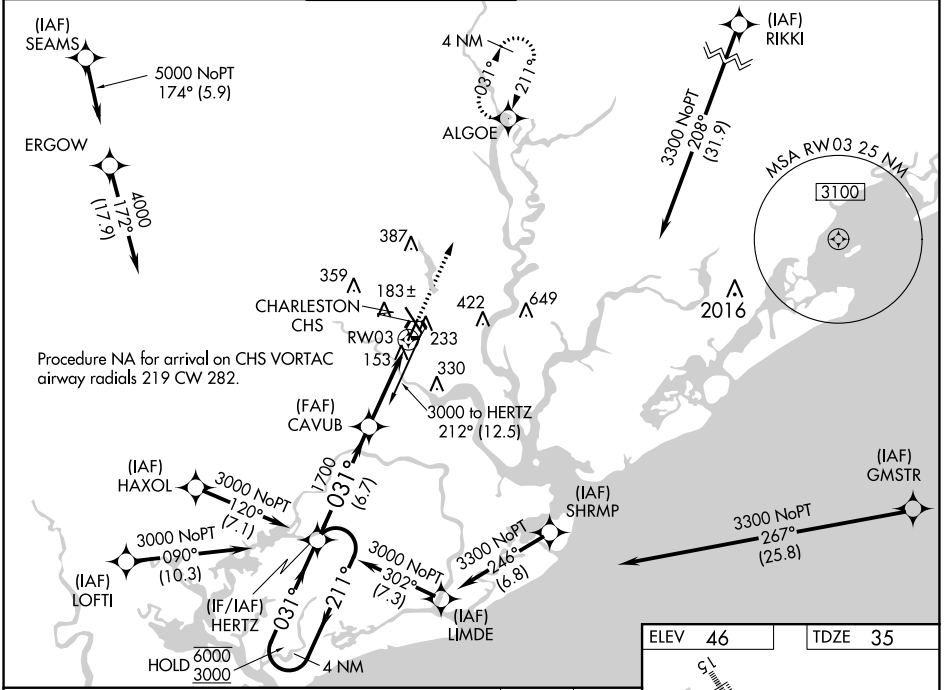 (IAF)
SEAMS
5000 NoPT
174° (5.9)
ERGOW
4000
172°
(17.9)
4 NM
031°
211°
ALGOE
(IAF)
RIKKI
3300 NoPT
208°
(31.9)
MSA RW03 25 NM
3100
387
359
183±
CHARLESTON
CHS
RW03
153
233
422
649
330
2016
Procedure NA for arrival on CHS VORTAC
airway radials 219 CW 282.
3000 to HERTZ
212° (12.5)
(FAF)
CAVUB
1700
031°
(6.7)
(IAF)
HAXOL
3000 NoPT
120°
(7.1)
3000 NoPT
090°
(10.3)
(IAF)
LOFTI
(IF/IAF)
HERTZ
031°
211°
HOLD 6000
3000
4 NM
3000 NoPT
302°
(7.3)
(IAF)
LIMDE
3300 NoPT
246°
(6.8)
(IAF)
SHRMP
(IAF)
GMSTR
3300 NoPT
267°
(25.8)
ELEV 46
TDZE 35
15